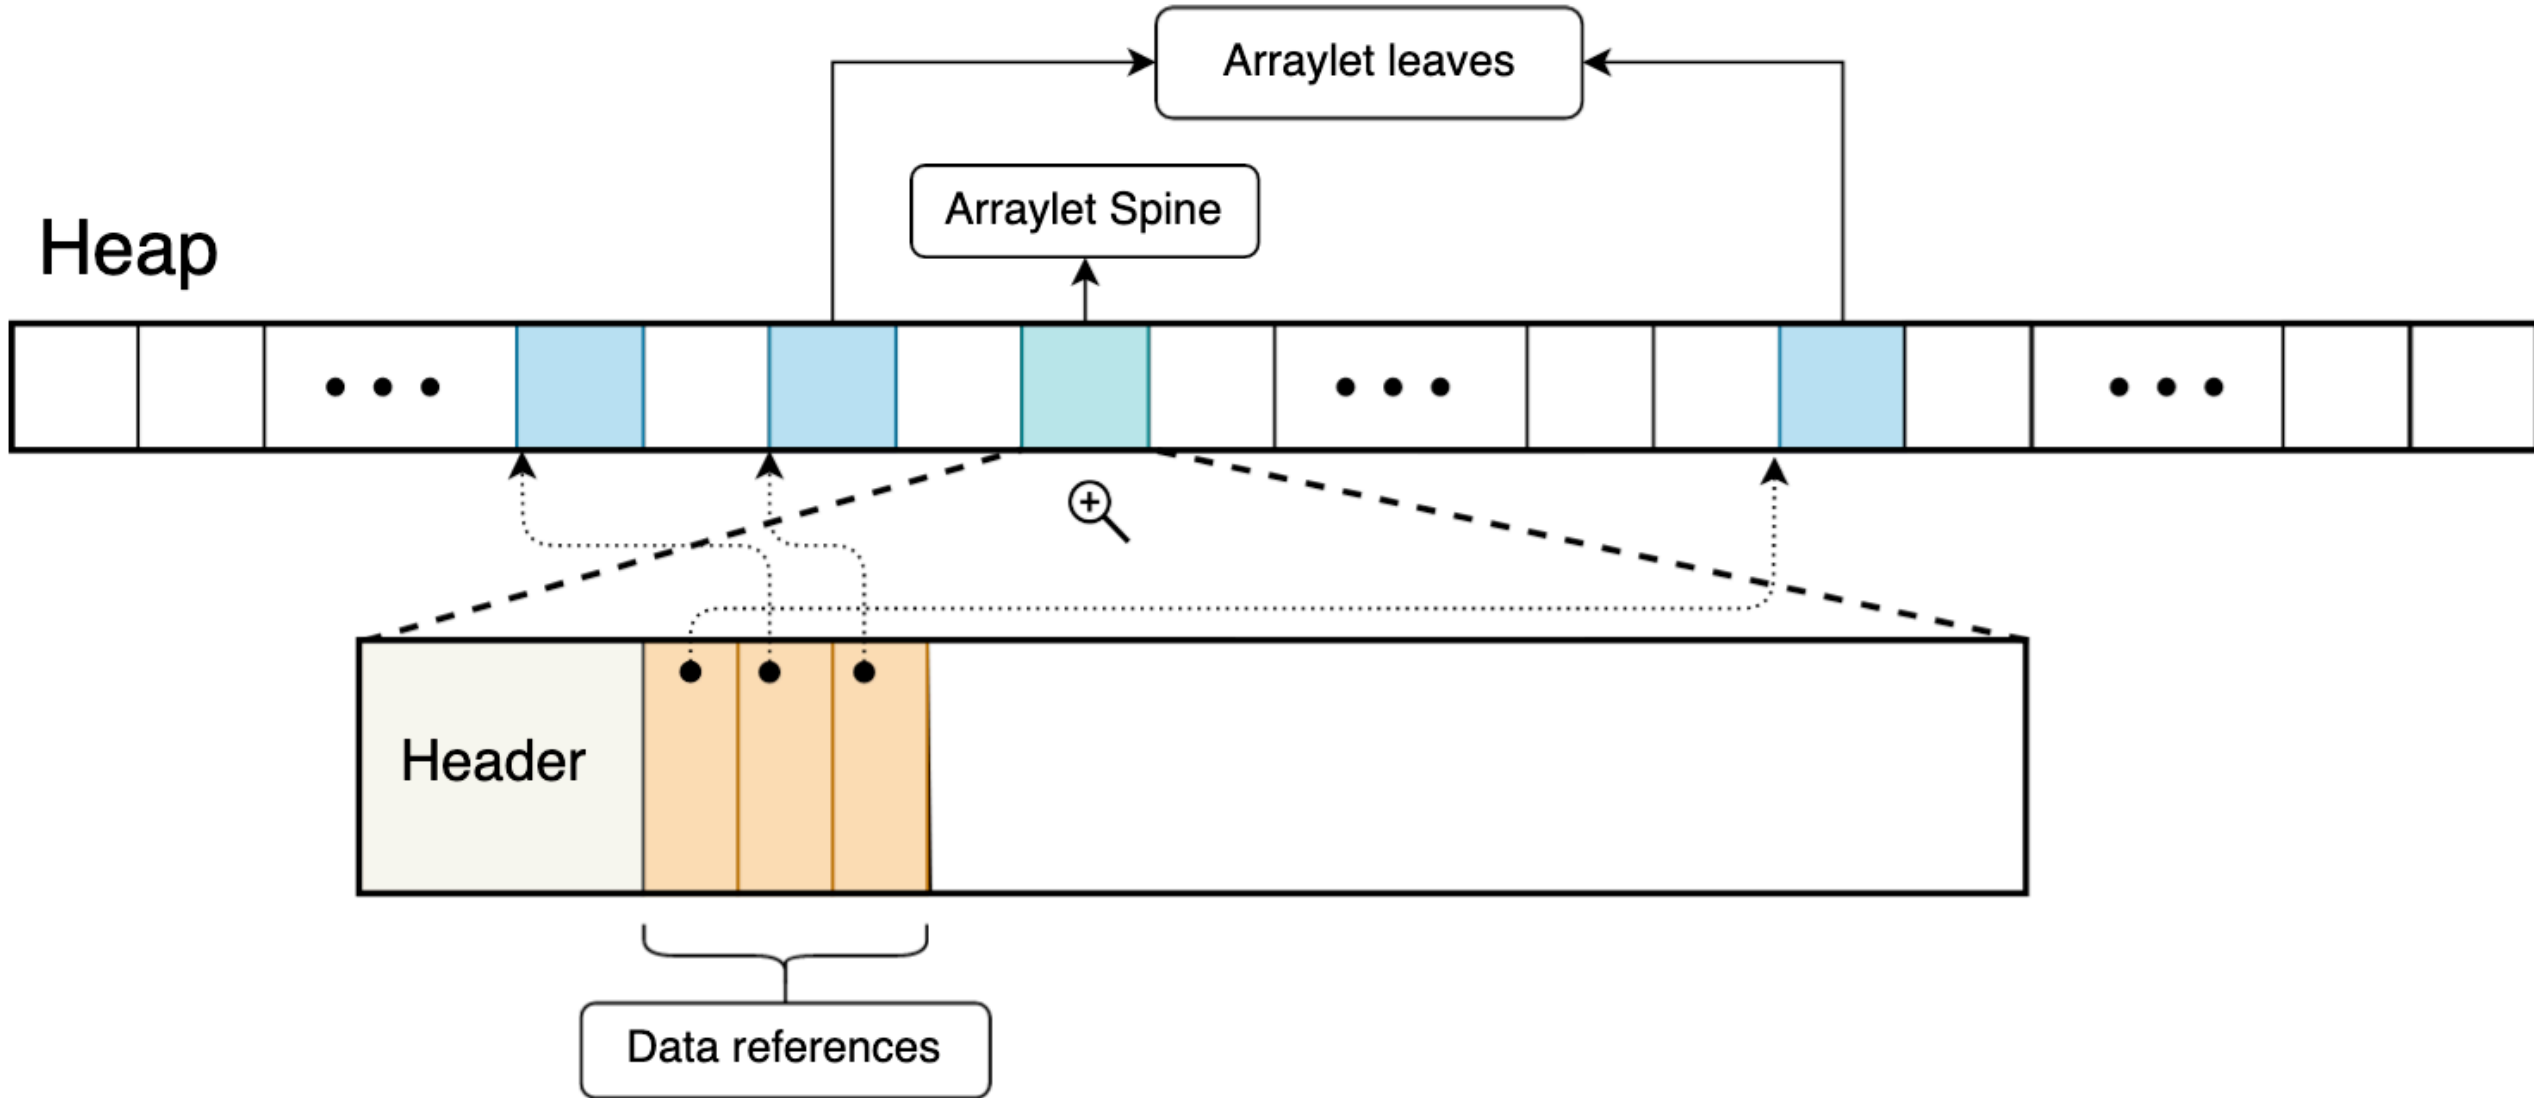 Arraylet leaves
Arraylet Spine
Heap
Header
Data references